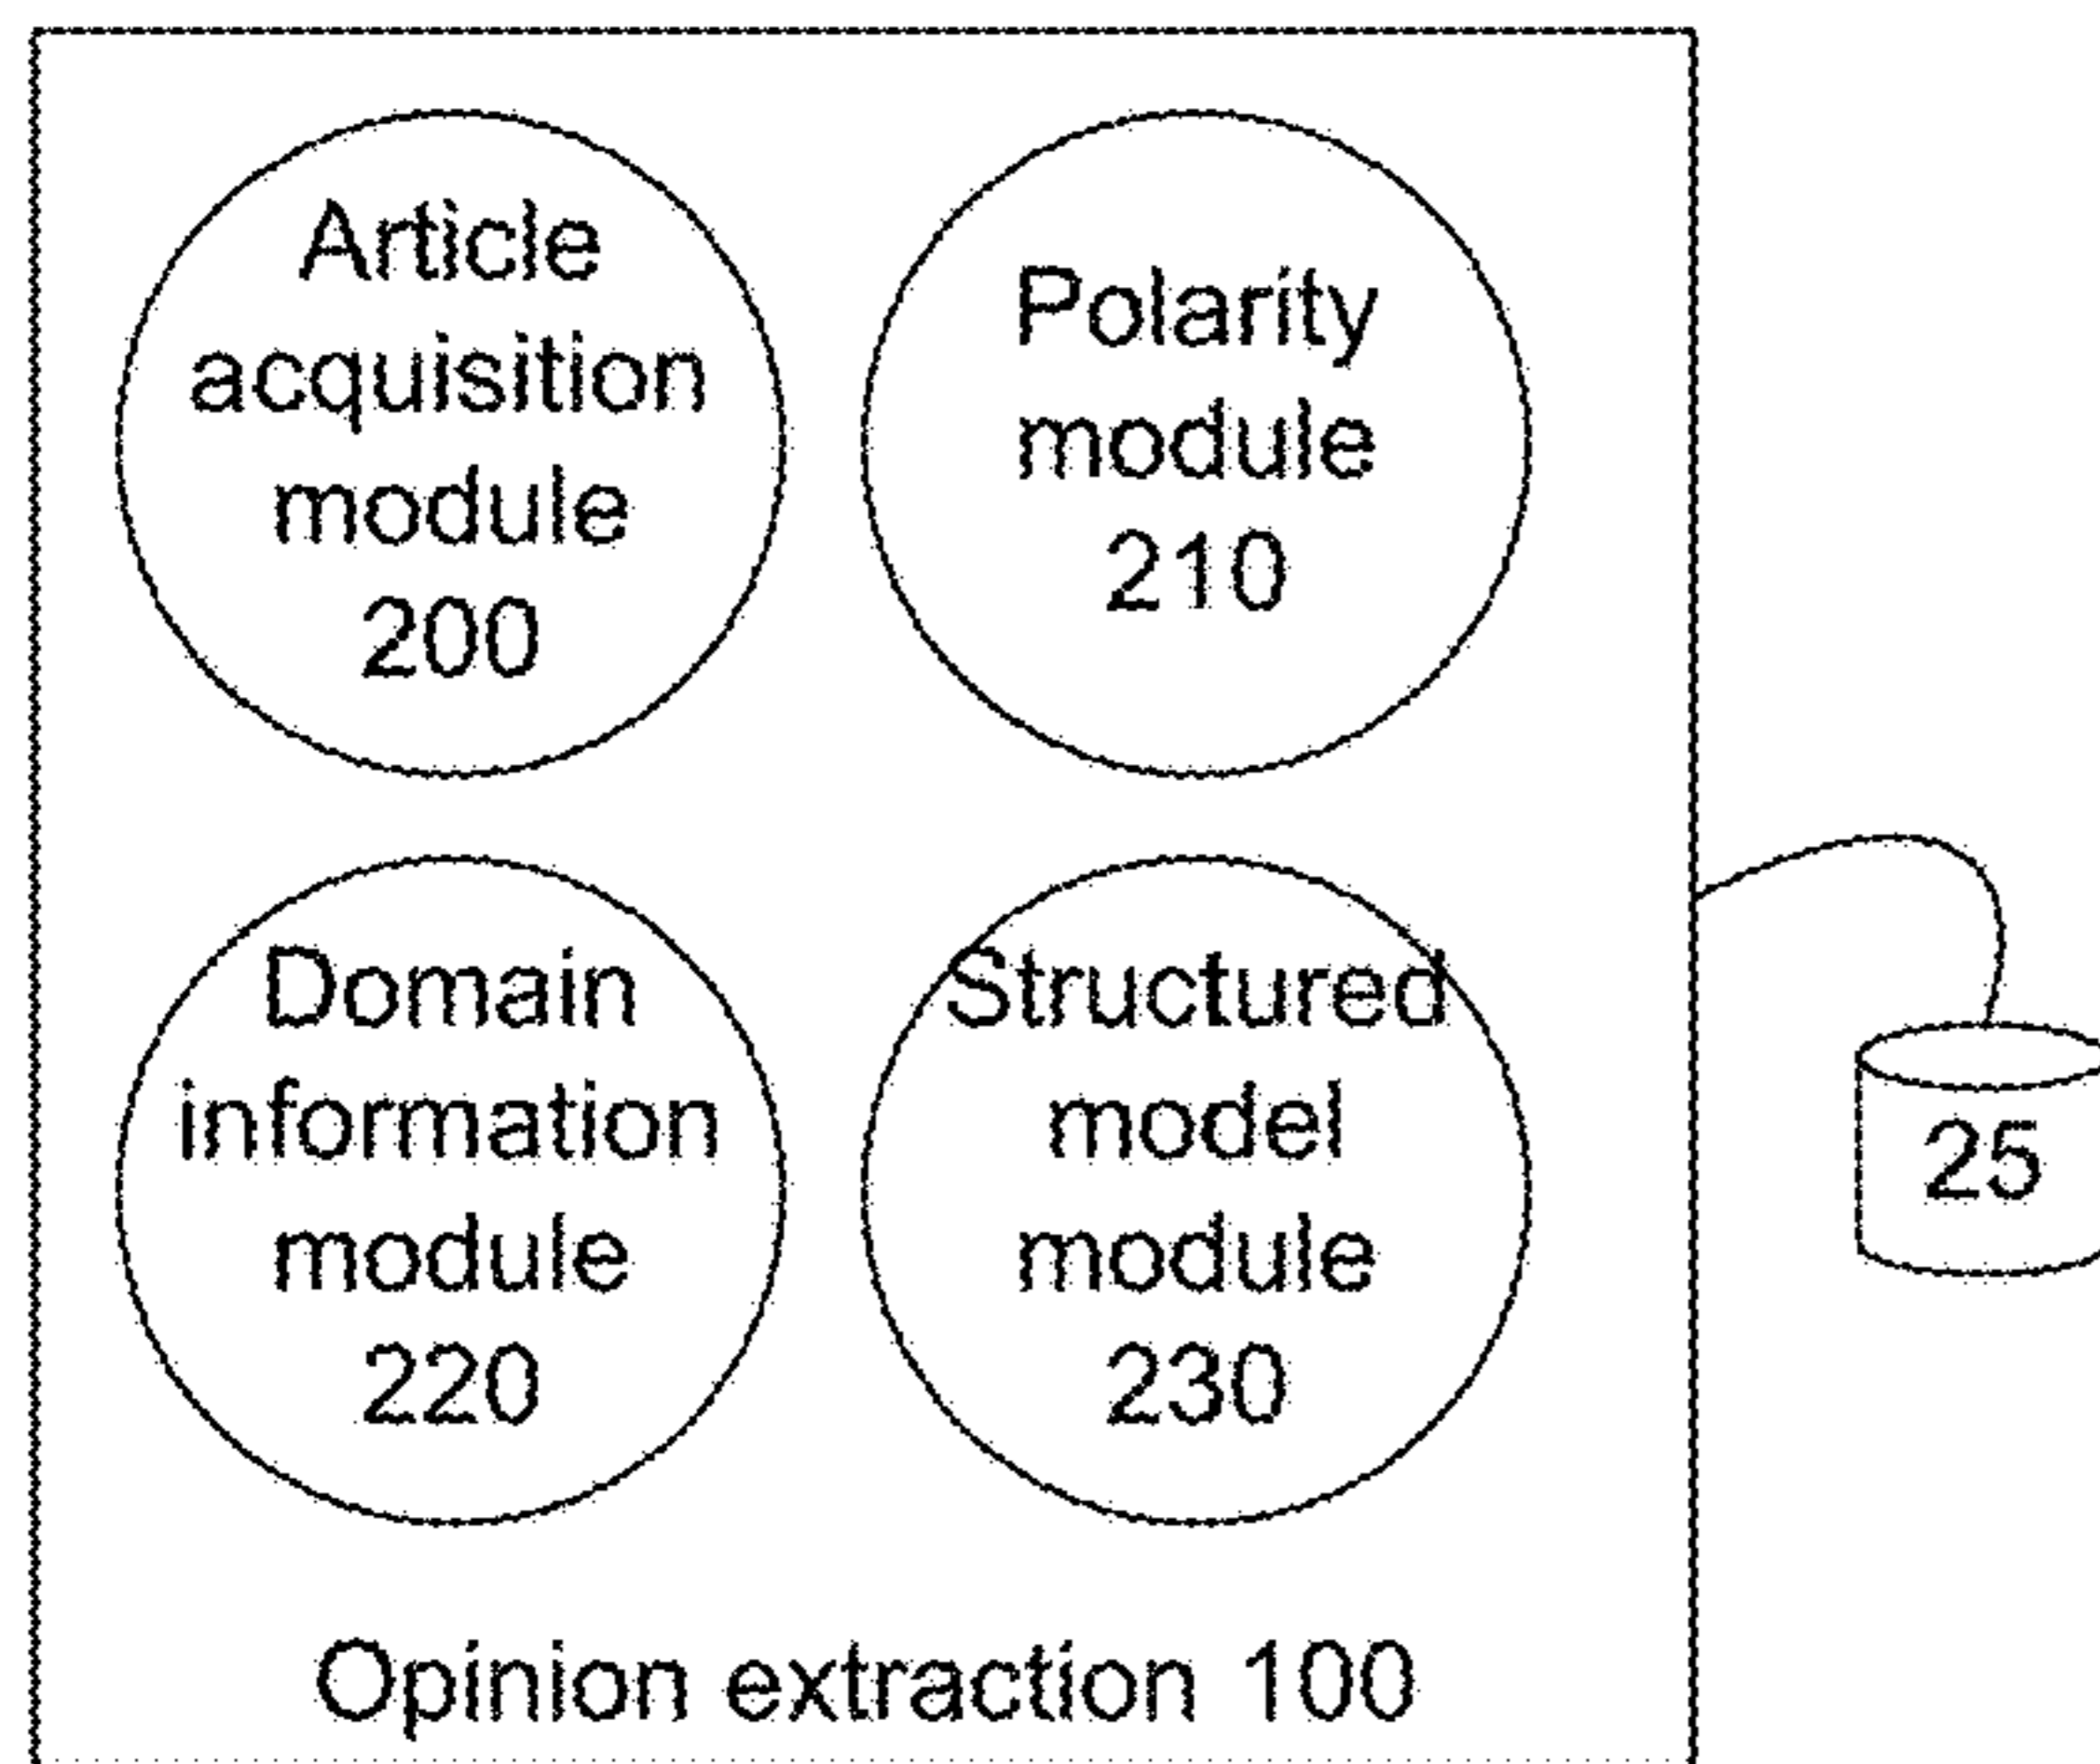 Article
acquisition
module
200
Polarity
module
210
Domain
information
module
220
Structured
model
module
230
25
Opinion extraction 100